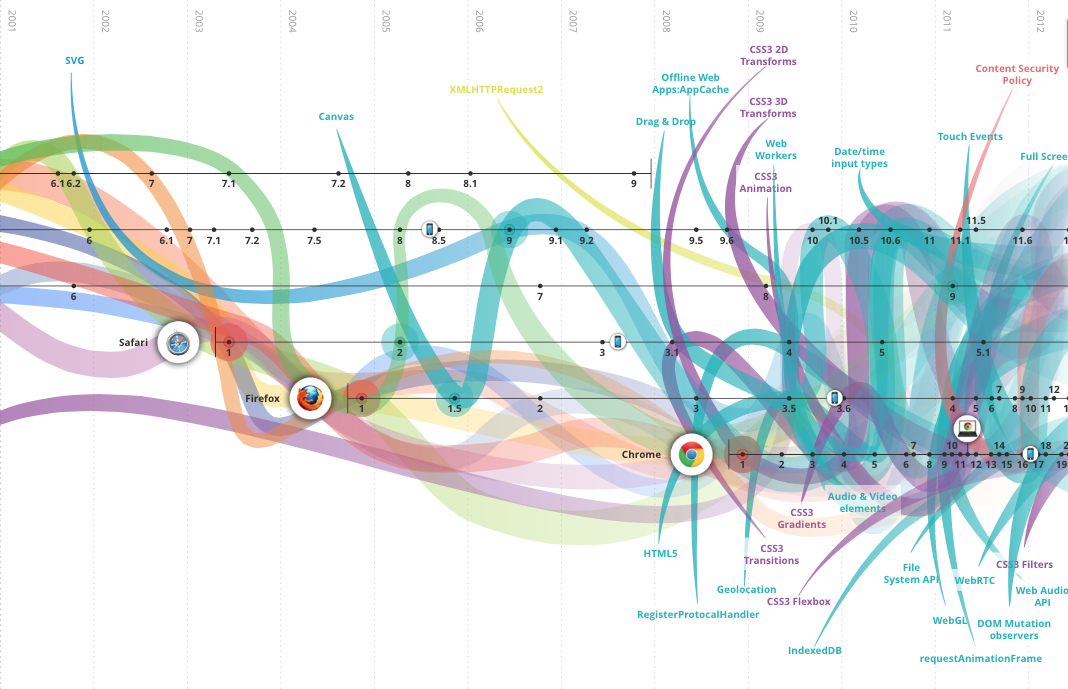 2001
2002
2003
2004
2005
2006
2007
2008
2009
2010
2011
2012
SVG
Canvas
XMLHTTPRequest2
Offline Web
Apps:AppCache
Drag & Drop
CSS3 2D
Transforms
CSS3 3D
Transforms
Web
Workers
CSS3
Animation
Date/time
input types
Content Security
Policy
Touch Events
Full Scree
6.1 6.2 7 7.1 7.2 8 8.1 9
6 6.1 7 7.1 7.2 7.5 8 8.5 9 9.1 9.2 9.5 9.6 10 10.1 10.5 10.6 11 11.1 11.5 11.6 1
6 7 8 9
Safari
1 2 3 3.1 4 5 5.1
Firefox
1 1.5 2 3 3.5 3.6 4 5 6 7 8 9 10 11 12 1
Chrome
1 2 3 4 5 6 7 8 9 10 11 12 13 14 15 16 17 18 19 2
Audio & Video
elements
CSS3
Gradients
HTML5
CSS3
Transitions
Geolocation
CSS3 Flexbox
RegisterProtocalHandler
IndexedDB
File
System API
WebRTC
CSS3 Filters
Web Audio
API
WebGL
DOM Mutation
observers
requestAnimationFrame